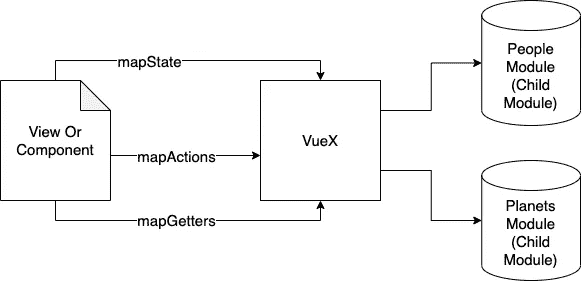 mapState
View Or
Component
mapActions
mapGetters
VueX
People
Module
(Child
Module)
Planets
Module
(Child
Module)